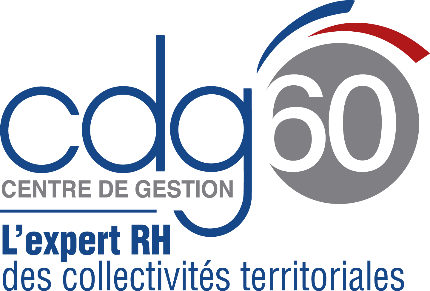 cdg60
CENTRE DE GESTION
L'expert RH
des collectivités territoriales